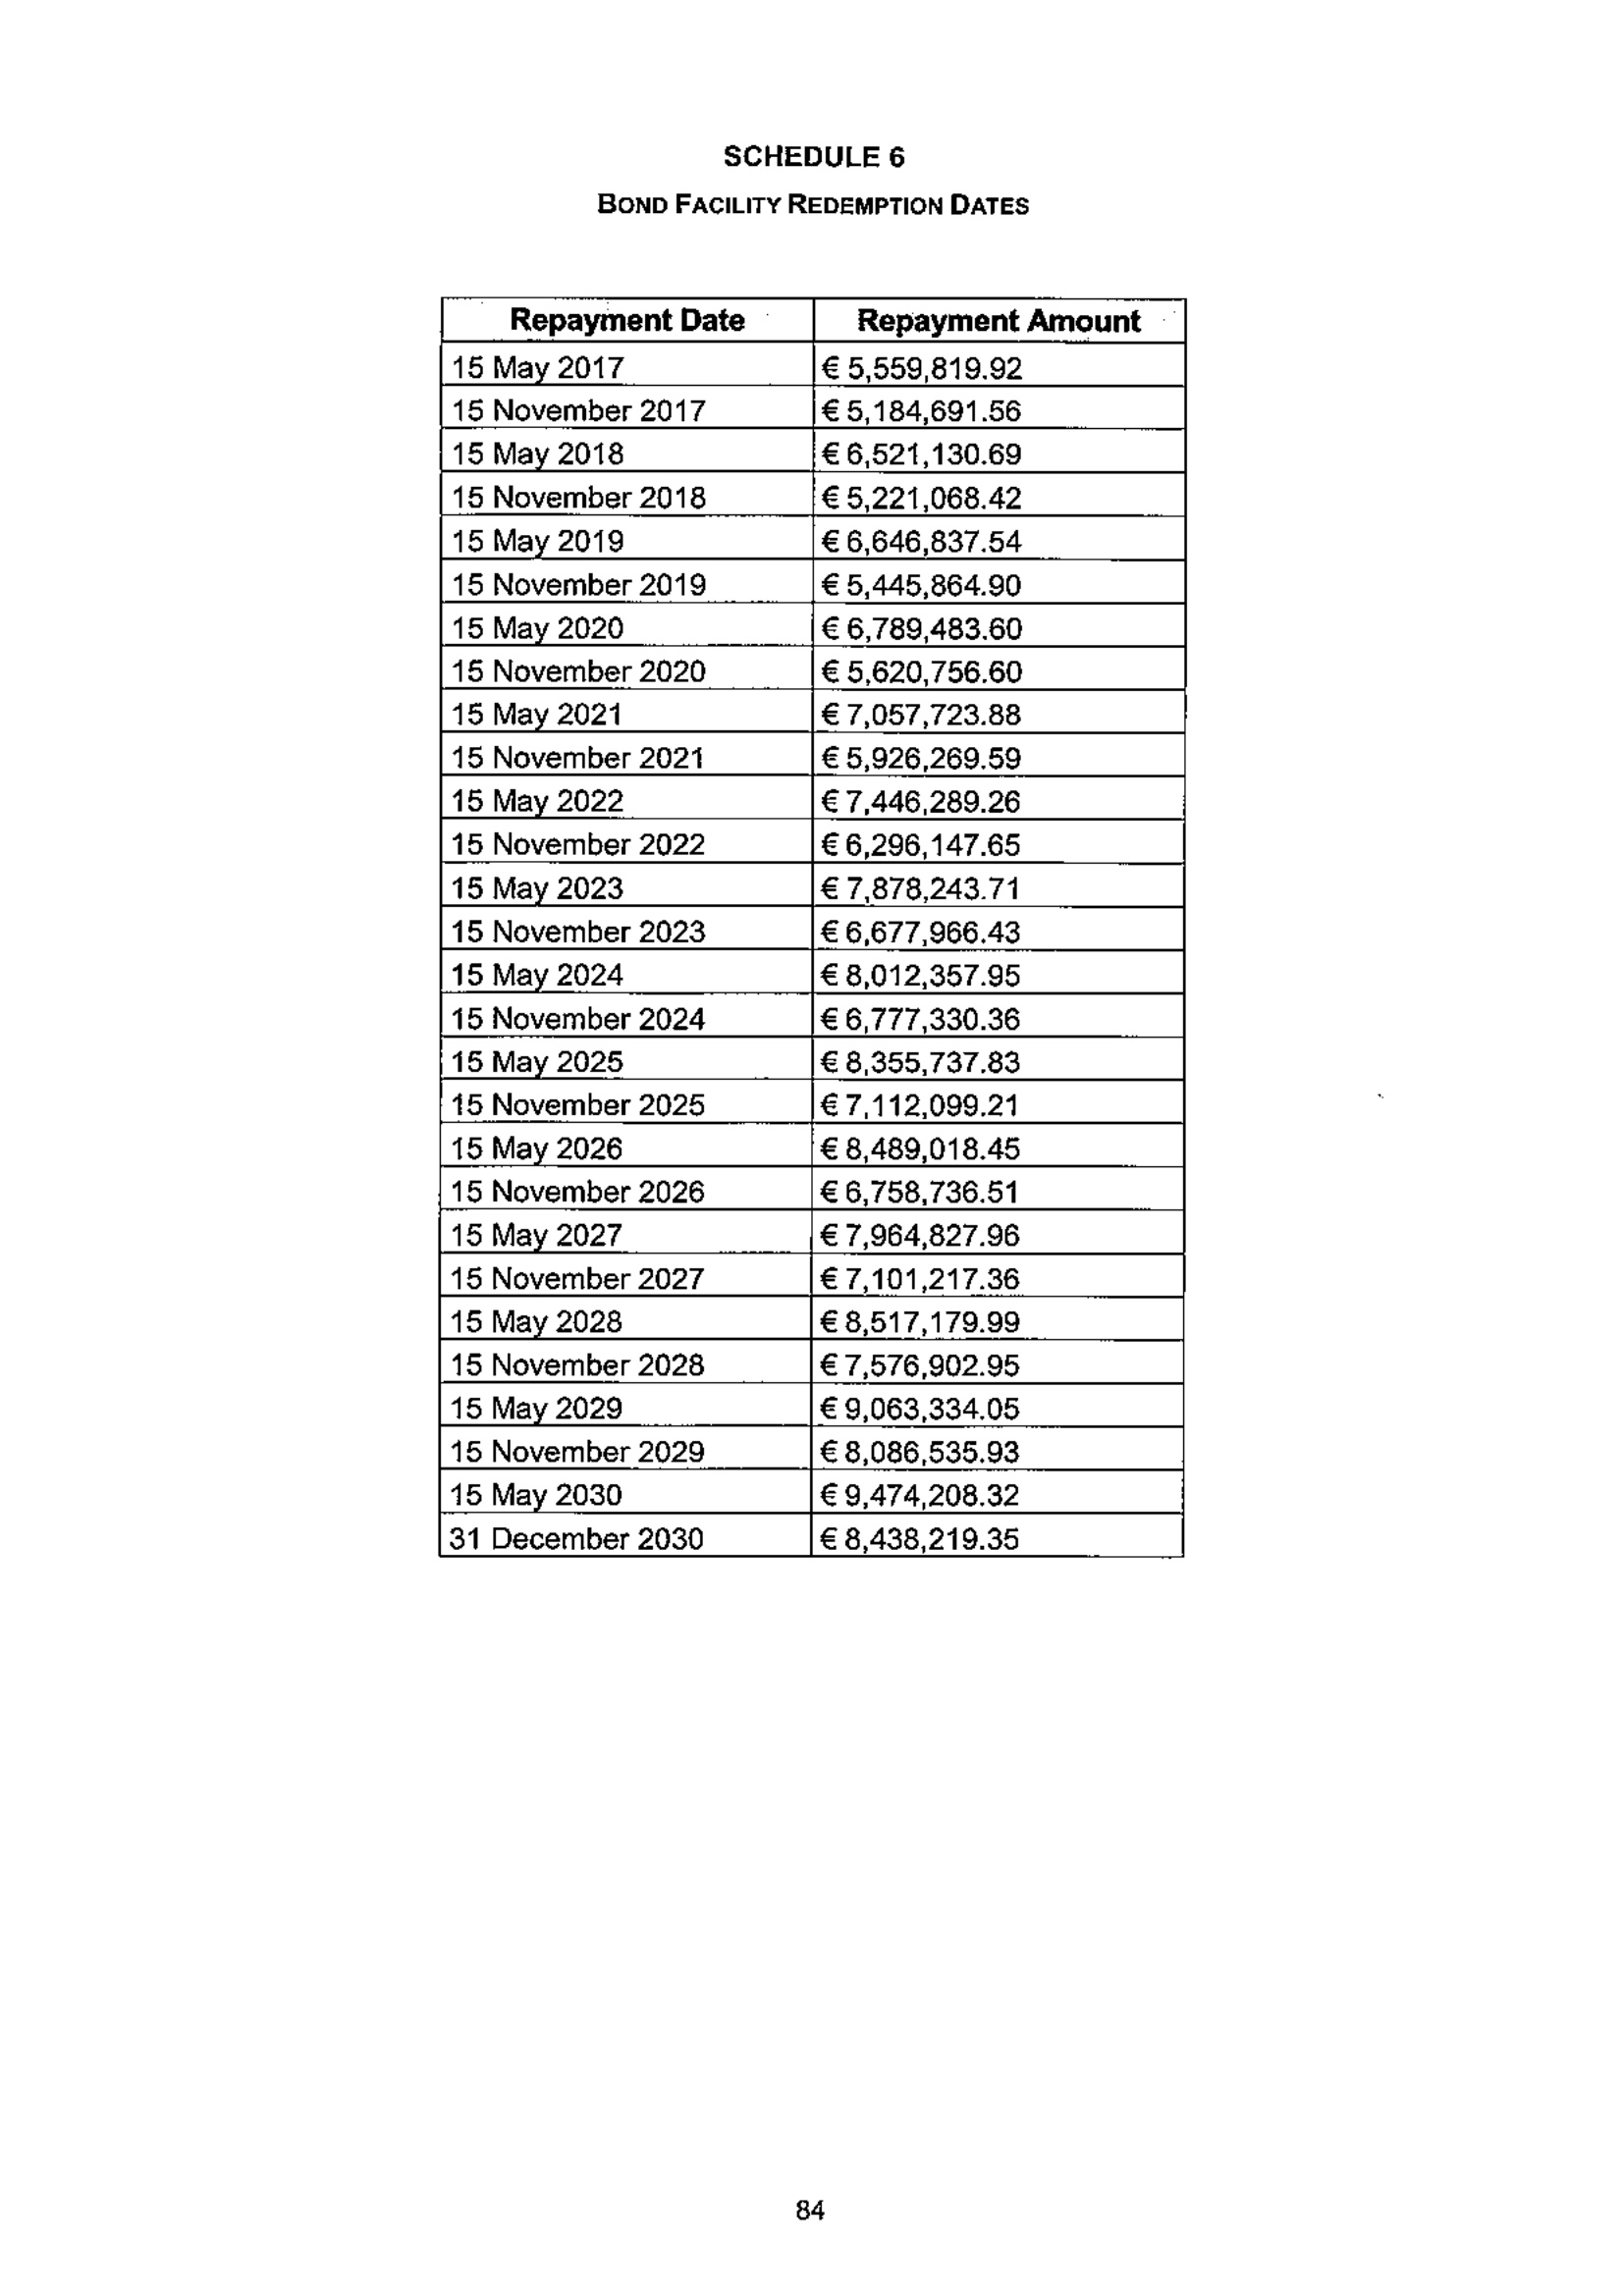 SCHEDULE 6
BOND FACILITY REDEMPTION DATES
Repayment Date Repayment Amount
15 May 2017 € 5,559,819.92
15 November 2017 € 5,184,691.56
15 May 2018 € 6,521,130.69
15 November 2018 € 5,221,068.42
15 May 2019 € 6,646,837.54
15 November 2019 € 5,445,864.90
15 May 2020 € 6,789,483.60
15 November 2020 € 5,620,756.60
15 May 2021 € 7,057,723.88
15 November 2021 € 5,926,269.59
15 May 2022 € 7,446,289.26
15 November 2022 € 6,296,147.65
15 May 2023 € 7,878,243.71
15 November 2023 € 6,677,966.43
15 May 2024 € 8,012,357.95
15 November 2024 € 6,777,330.36
15 May 2025 € 8,355,737.83
15 November 2025 € 7,112,099.21
15 May 2026 € 8,489,018.45
15 November 2026 € 6,758,736.51
15 May 2027 € 7,964,827.96
15 November 2027 € 7,101,217.36
15 May 2028 € 8,517,179.99
15 November 2028 € 7,576,902.95
15 May 2029 € 9,063,334.05
15 November 2029 € 8,086,535.93
15 May 2030 € 9,474,208.32
31 December 2030 € 8,438,219.35
84